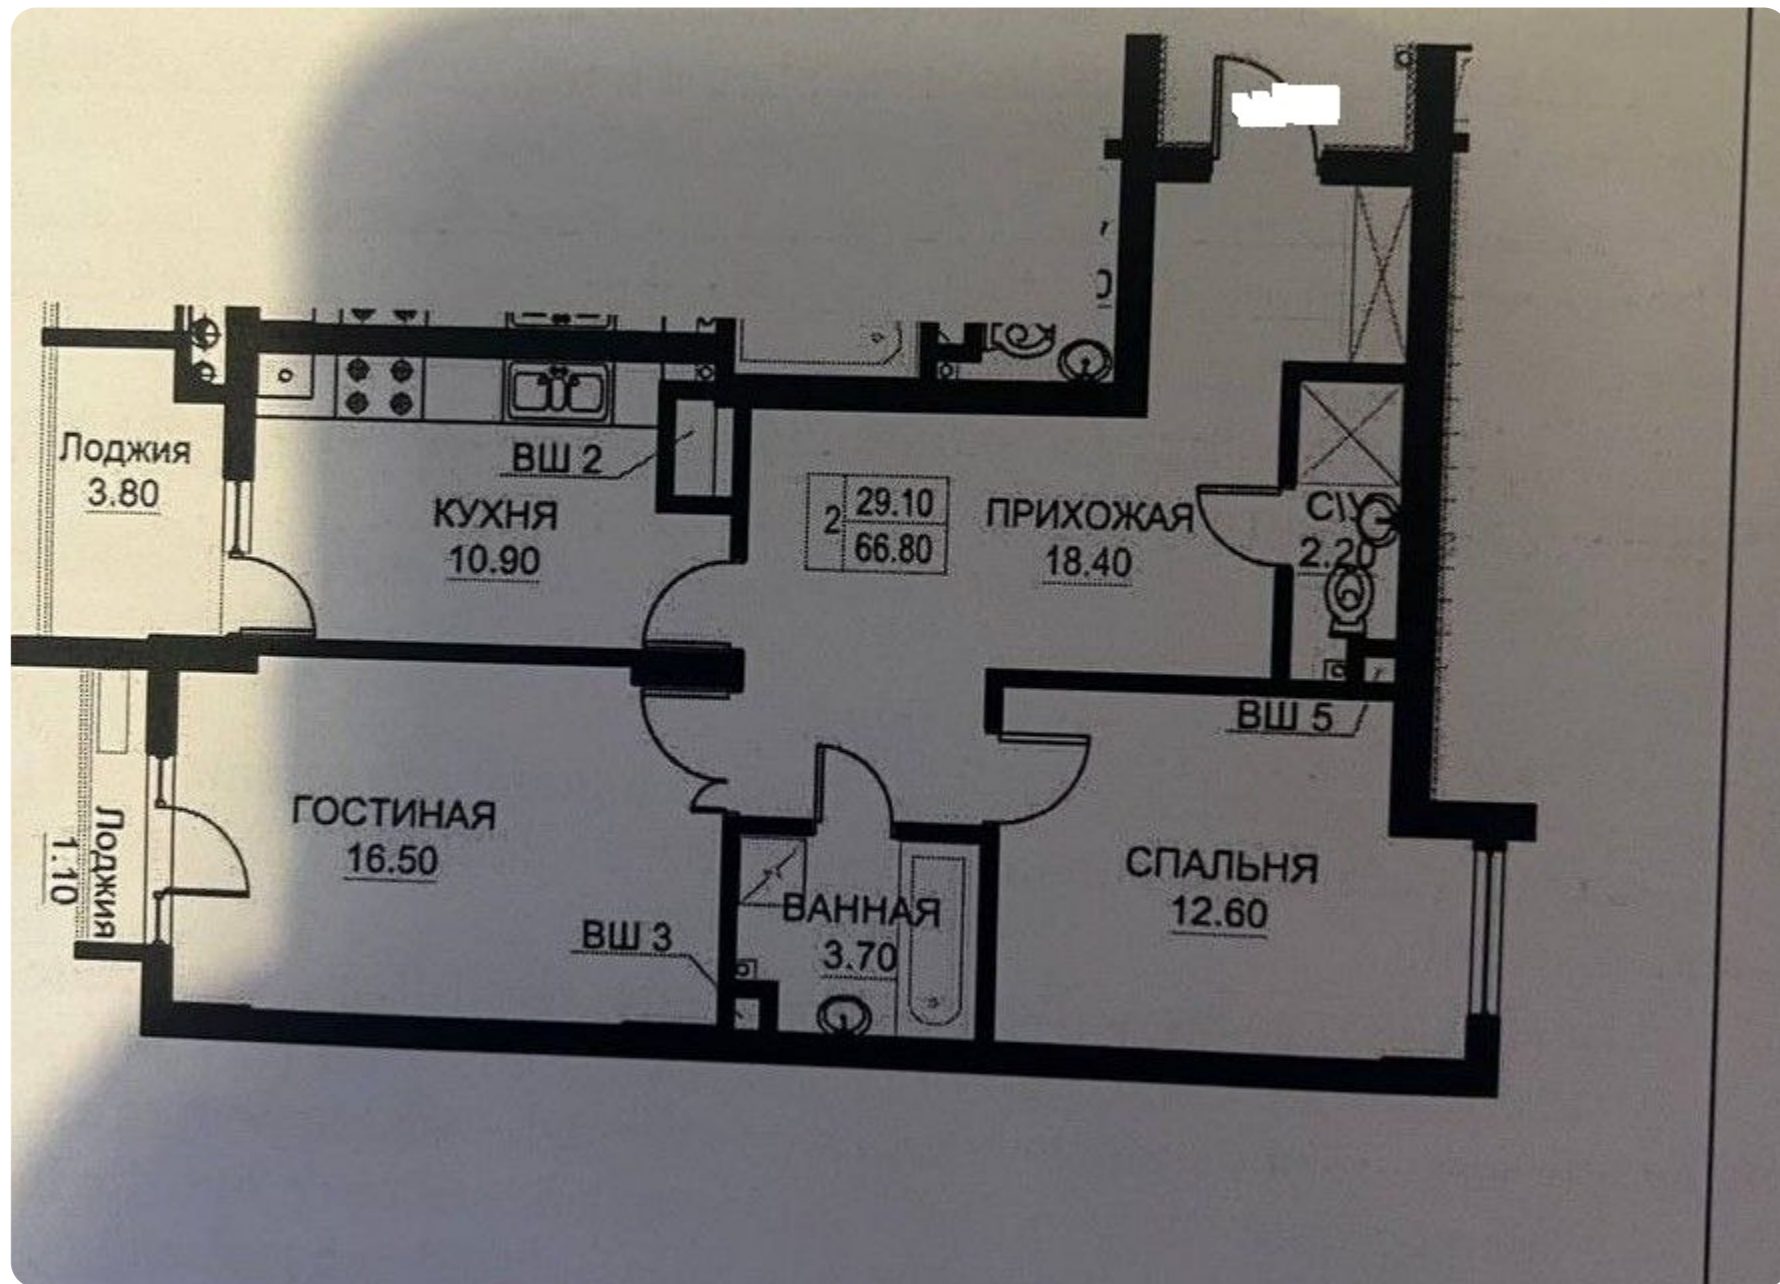 Лоджия
3.80
КУХНЯ
10.90
ВШ 2
2
29.10
66.80
ПРИХОЖАЯ
18.40
С\У
2.20
ВШ 5
ГОСТИНАЯ
16.50
Лоджия
1.10
ВШ 3
ВАННАЯ
3.70
СПАЛЬНЯ
12.60